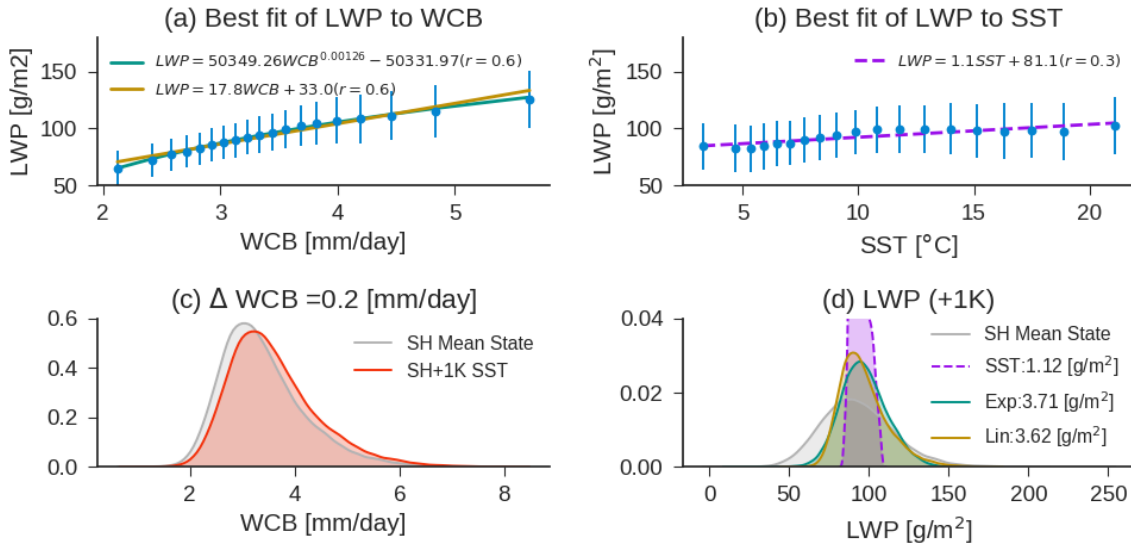 (a) Best fit of LWP to WCB
LWP [g/m2]
150
100
50
LWP = 50349.26WCB^0.00126 − 50331.97(r = 0.6)
LWP = 17.8WCB + 33.0(r = 0.6)
2 3 4 5
WCB [mm/day]
(b) Best fit of LWP to SST
LWP [g/m²]
150
100
50
LWP = 1.1SST + 81.1(r = 0.3)
5 10 15 20
SST [°C]
(c) Δ WCB =0.2 [mm/day]
0.6
0.4
0.2
0.0
SH Mean State
SH+1K SST
2 4 6 8
WCB [mm/day]
(d) LWP (+1K)
0.04
0.02
0.00
SH Mean State
SST:1.12 [g/m²]
Exp:3.71 [g/m²]
Lin:3.62 [g/m²]
0 50 100 150 200 250
LWP [g/m²]